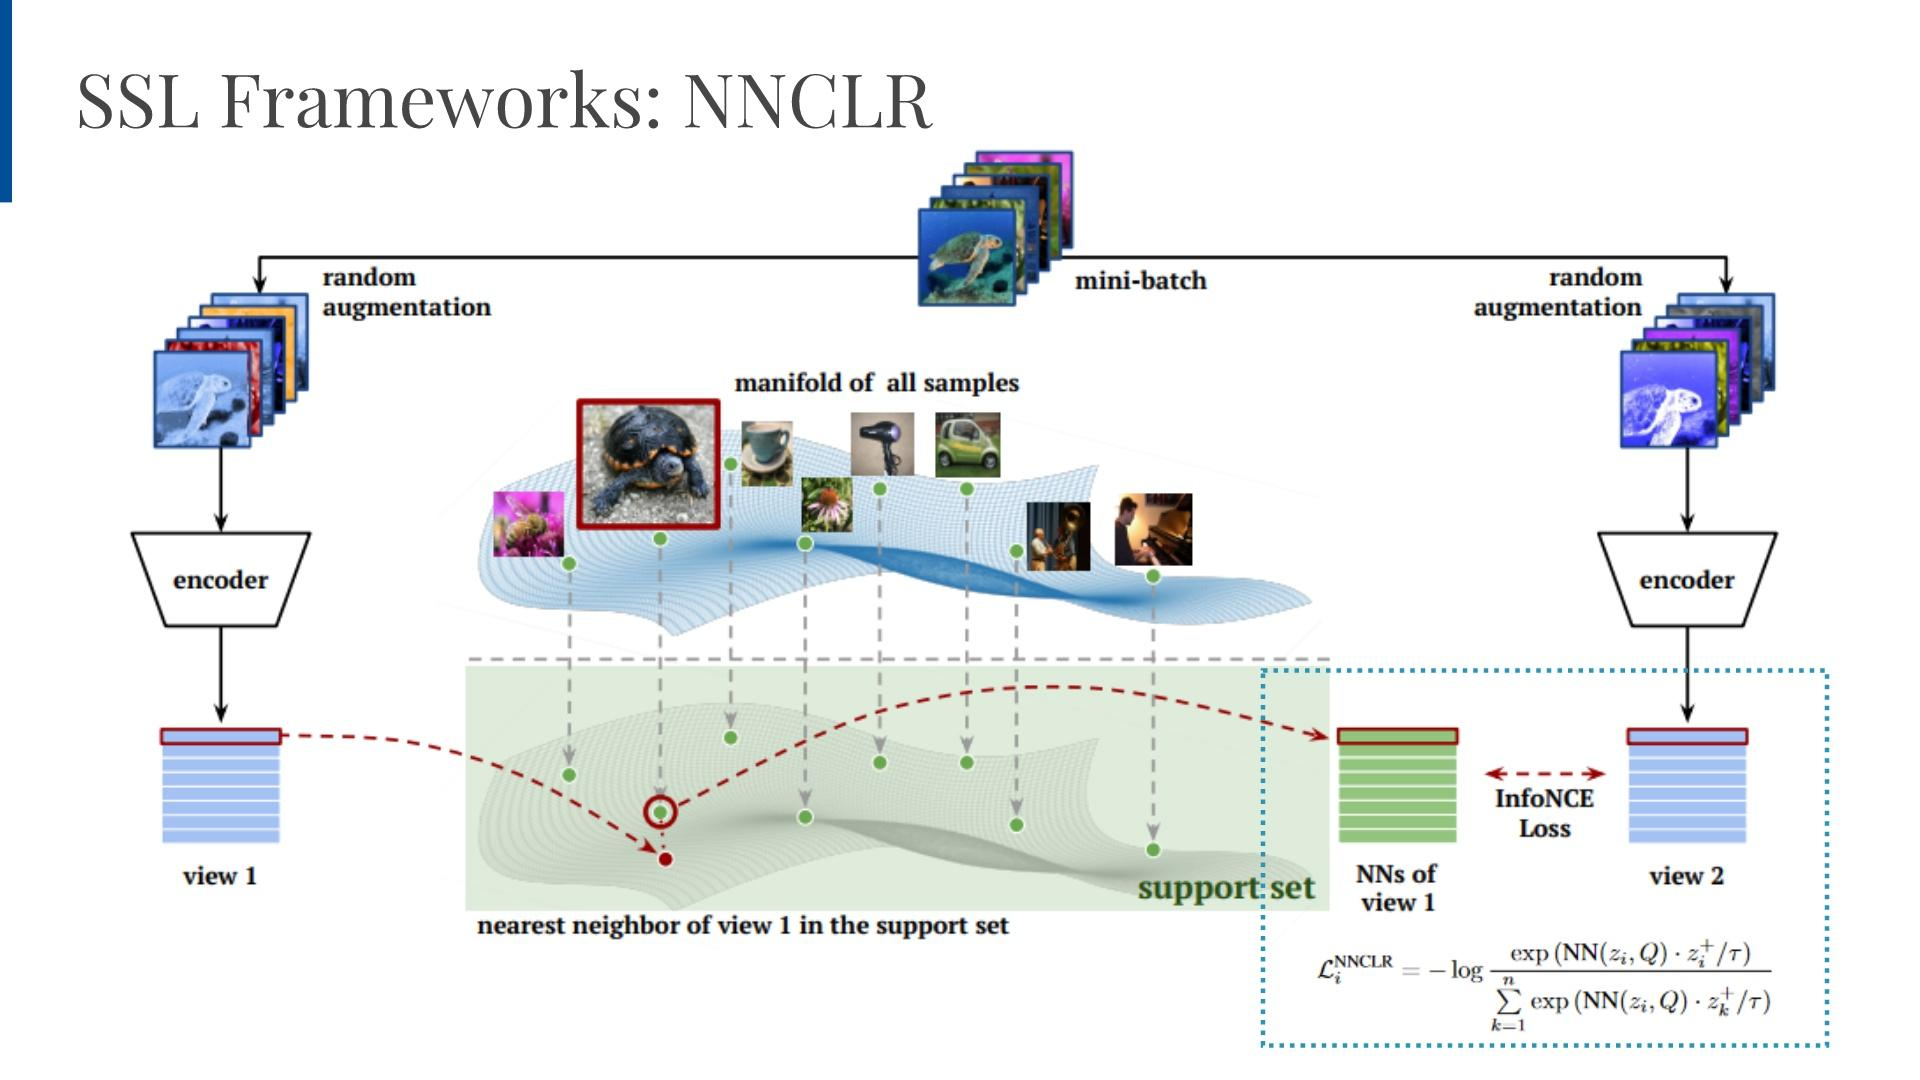 SSL Frameworks: NNCLR
random
augmentation
mini-batch
random
augmentation
manifold of all samples
encoder
encoder
support set
nearest neighbor of view 1 in the support set
view 1
NNs of
view 1
InfoNCE
Loss
view 2
$\mathcal{L}_i^{\text{NNCLR}} = -\log \frac{\exp(\text{NN}(z_i, Q) \cdot z_i^+ / \tau)}{\sum_{k=1}^{n} \exp(\text{NN}(z_i, Q) \cdot z_k^+ / \tau)}$